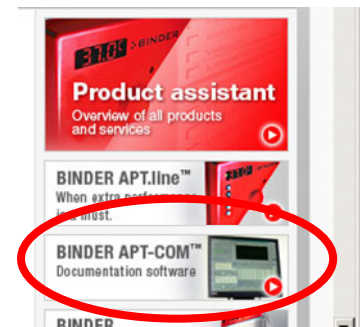 37.0°C >BINDER
Product assistant
Overview of all products
and services
BINDER APT.line™
When extra performance
is a must.
BINDER APT-COM™
Documentation software
BINDER